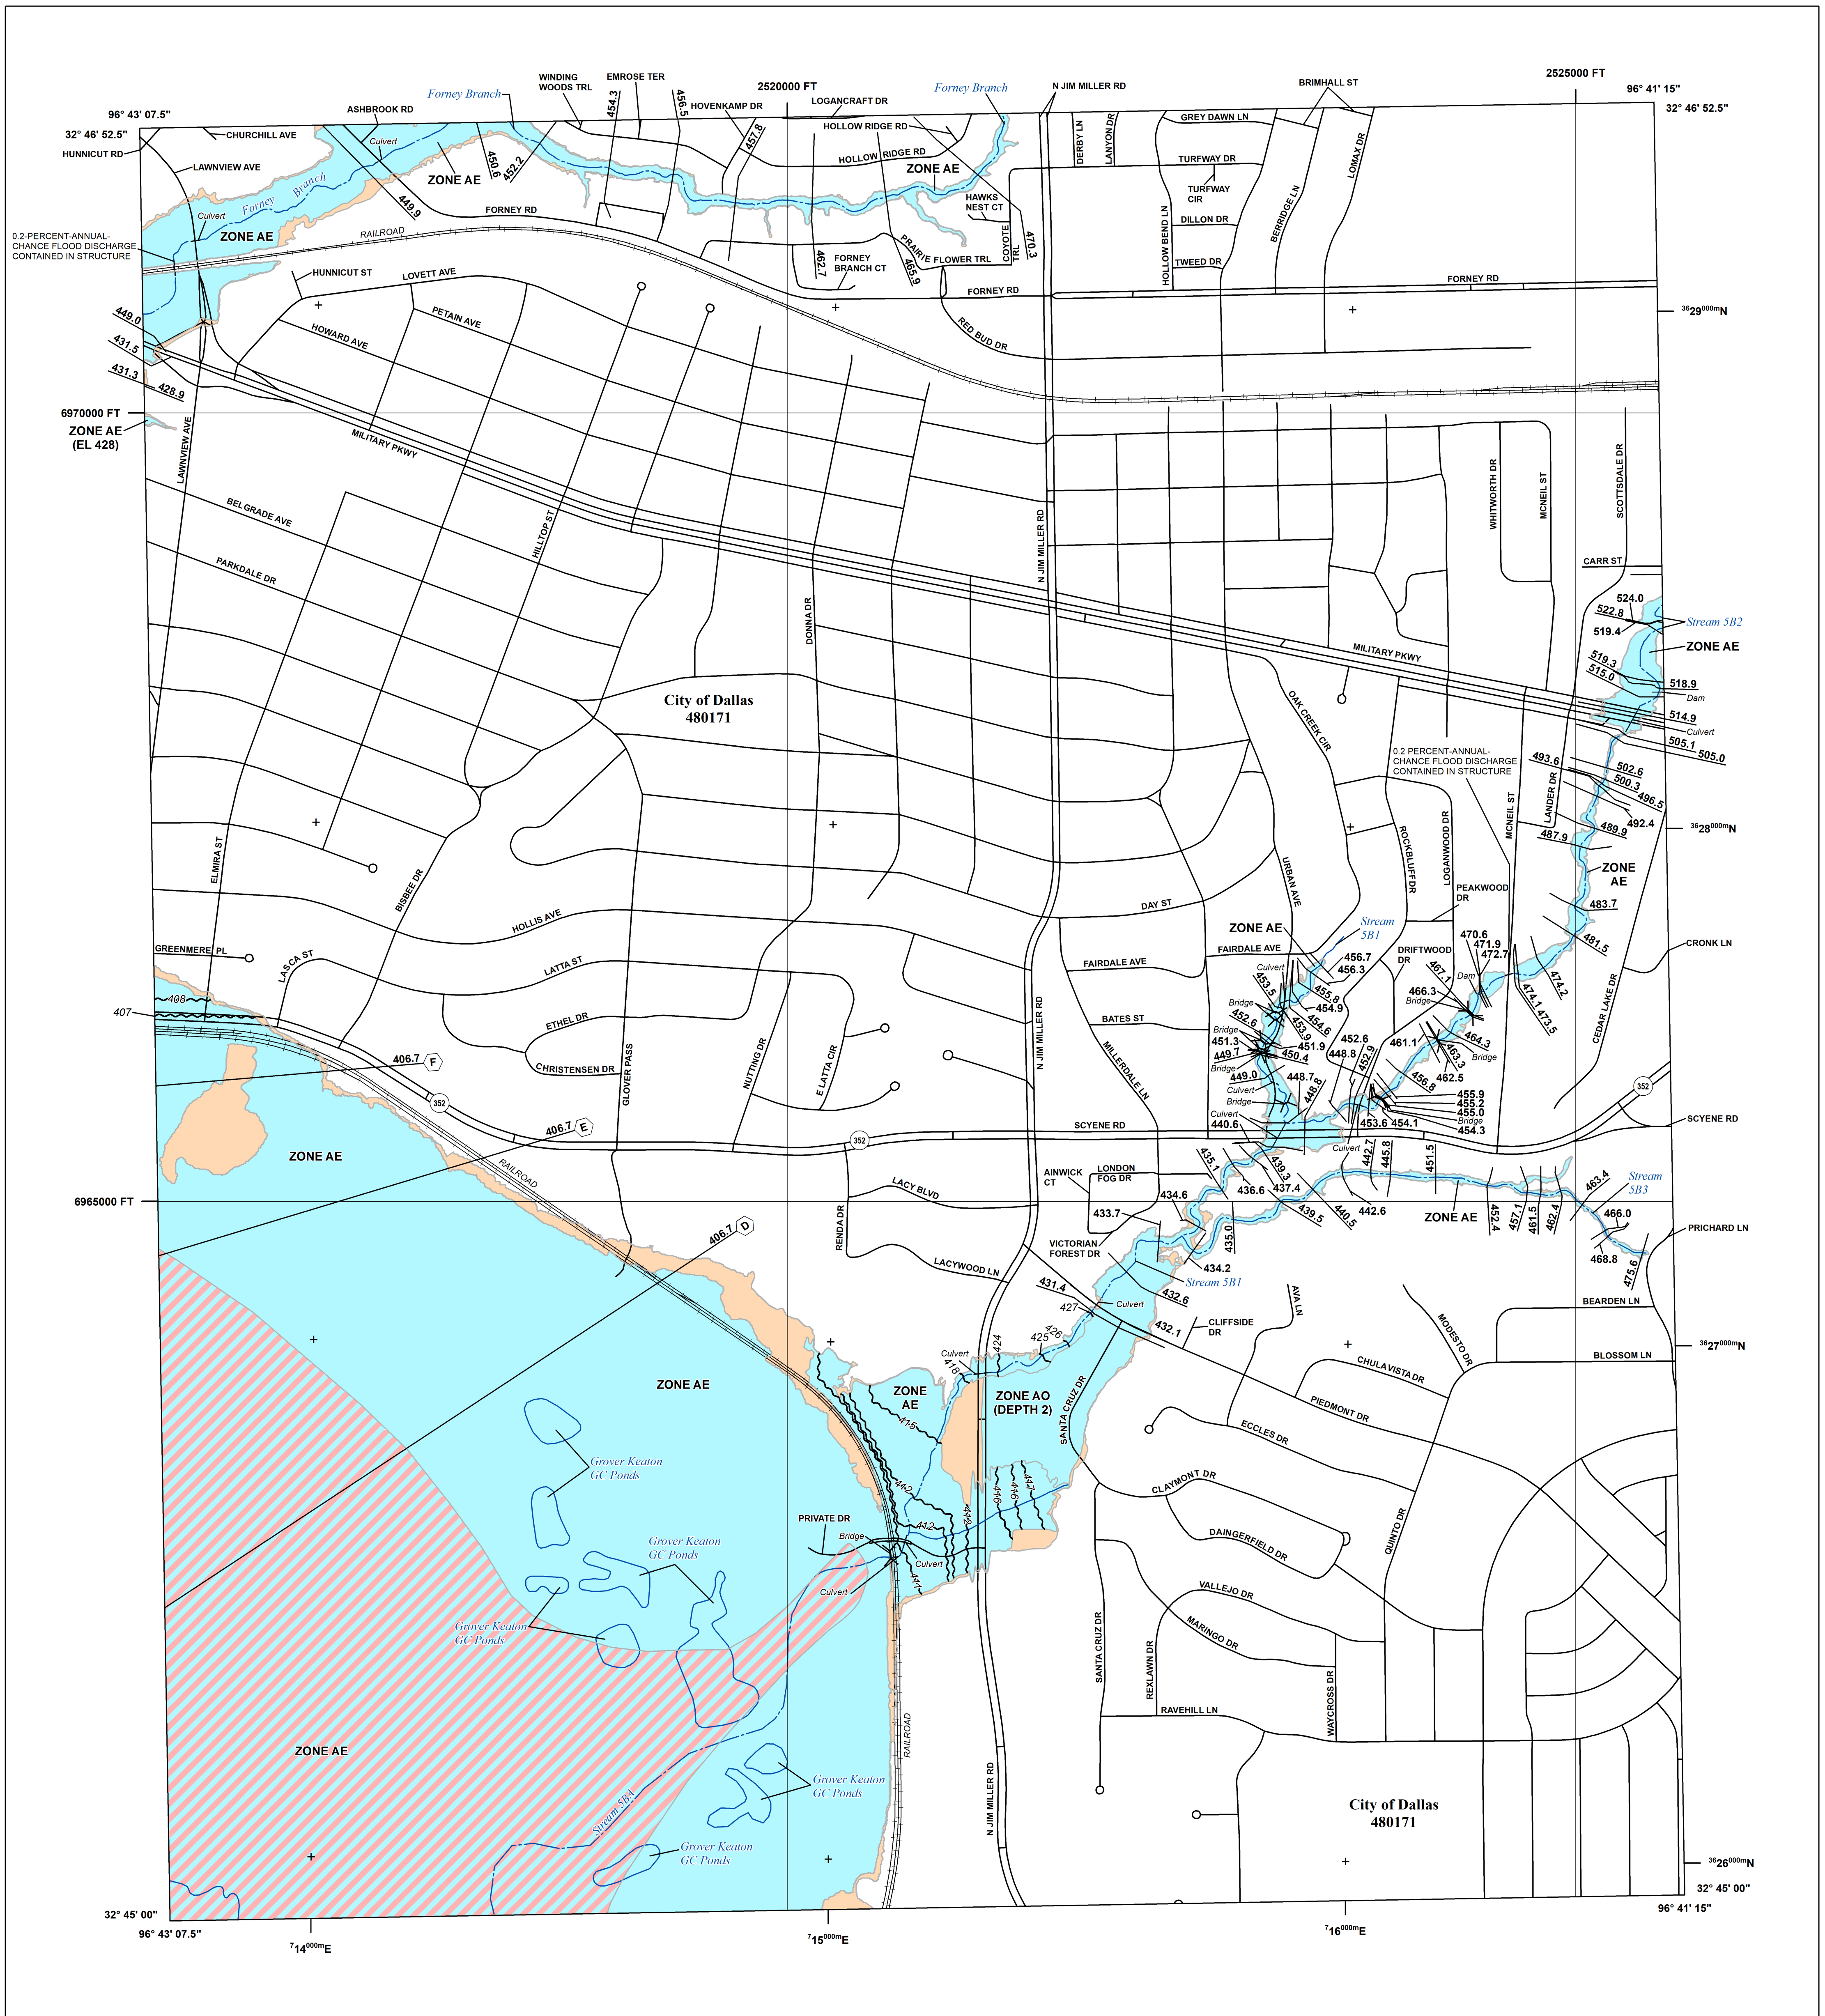 2525000 FT
96° 41' 15"
32° 46' 52.5"
96° 43' 07.5"
32° 46' 52.5"
2520000 FT
HUNNICUT RD
CHURCHILL AVE
LAWNVIEW AVE
ASHBROOK RD
Forney Branch
WINDING
WOODS TRL
EMROSE TER
454.3
456.5
HOVENKAMP DR
457.8
LOGANCRAFT DR
HOLLOW RIDGE RD
HOLLOW RIDGE RD
Forney Branch
N JIM MILLER RD
DERBY LN
LANYON DR
GREY DAWN LN
BRIMHALL ST
LOMAX DR
TURFWAY DR
TURFWAY
CIR
BERRIDGE LN
HOLLOW BEND LN
DILLON DR
TWEED DR
Culvert
ZONE AE
450.6
452.2
449.9
Forney
Branch
Culvert
ZONE AE
FORNEY RD
RAILROAD
0.2-PERCENT-ANNUAL-
CHANCE FLOOD DISCHARGE
CONTAINED IN STRUCTURE
ZONE AE
HAWKS
NEST CT
COYOTE
TRL
470.3
PRAIRIE FLOWER TRL
462.7
FORNEY
BRANCH CT
465.9
FORNEY RD
FORNEY RD
RED BUD DR
HUNNICUT ST
LOVETT AVE
PETAIN AVE
HOWARD AVE
449.0
431.5
431.3
428.9
6970000 FT
ZONE AE
(EL 428)
LAWNVIEW AVE
MILITARY PKWY
3629000mN
BELGRADE AVE
PARKDALE DR
HILLTOP ST
DONNA DR
N JIM MILLER RD
WHITWORTH DR
MCNEIL ST
SCOTTSDALE DR
CARR ST
524.0
522.8
519.4
Stream 5B2
ZONE AE
519.3
515.0
518.9
Dam
514.9
Culvert
505.1
505.0
MILITARY PKWY
City of Dallas
480171
OAK CREEK CIR
0.2 PERCENT-ANNUAL-
CHANCE FLOOD DISCHARGE
CONTAINED IN STRUCTURE
493.6
502.6
500.3
496.5
492.4
489.9
487.9
LANDER DR
MCNEIL ST
3628000mN
ZONE
AE
483.7
481.5
CRONK LN
CEDAR LAKE DR
ELMIRA ST
BISBEE DR
HOLLIS AVE
GREENMERE PL
LASCA ST
LATTA ST
ETHEL DR
CHRISTENSEN DR
GLOVER PASS
NUTTING DR
E LATTA CIR
N JIM MILLER RD
DAY ST
URBAN AVE
ROCKBLUFF DR
LOGANWOOD DR
PEAKWOOD
DR
ZONE AE
Stream
5B1
FAIRDALE AVE
FAIRDALE AVE
BATES ST
MILLERDALE LN
DRIFTWOOD
DR
470.6
471.9
472.7
467.1
Dam
466.3
Bridge
474.2
474.1
473.5
456.7
456.3
455.8
454.9
454.6
453.9
Culvert
453.5
Bridge
452.6
Bridge
451.3
449.7
Bridge
451.9
450.4
449.0
Culvert
Bridge
448.7
448.8
Culvert
440.6
452.6
448.8
452.9
461.1
464.3
Bridge
463.3
462.5
456.8
455.9
455.2
455.0
Bridge
454.3
453.6
454.1
352
SCYENE RD
408
407
406.7
F
352
406.7
E
352
SCYENE RD
ZONE AE
RAILROAD
RENDA DR
LACY BLVD
LACYWOOD LN
AINWICK
CT
LONDON
FOG DR
435.1
439.3
436.6
437.4
Culvert
442.7
445.8
451.5
434.6
433.7
439.5
440.5
442.6
435.0
434.2
ZONE AE
452.4
457.1
461.5
462.4
463.4
Stream
5B3
466.0
468.8
475.6
PRICHARD LN
6965000 FT
406.7
D
VICTORIAN
FOREST DR
Stream 5B1
431.4
432.6
427
Culvert
432.1
CLIFFSIDE
DR
AVA LN
426
425
424
Culvert
418
BEARDEN LN
MODESTO DR
BLOSSOM LN
CHULA VISTA DR
3627000mN
ZONE AE
ZONE
AE
415
ZONE AO
(DEPTH 2)
SANTA CRUZ DR
PIEDMONT DR
ECCLES DR
Grover Keaton
GC Ponds
412
412
412
416
416
417
CLAYMONT DR
DAINGERFIELD DR
QUINTO DR
PRIVATE DR
Bridge
Culvert
411
Culvert
Grover Keaton
GC Ponds
Grover Keaton
GC Ponds
VALLEJO DR
MARINGO DR
SANTA CRUZ DR
REXLAWN DR
WAYCROSS DR
RAVEHILL LN
RAILROAD
N JIM MILLER RD
ZONE AE
Grover Keaton
GC Ponds
Stream 5BA
Grover Keaton
GC Ponds
City of Dallas
480171
3626000mN
32° 45' 00"
96° 41' 15"
32° 45' 00"
96° 43' 07.5"
714000mE
715000mE
716000mE